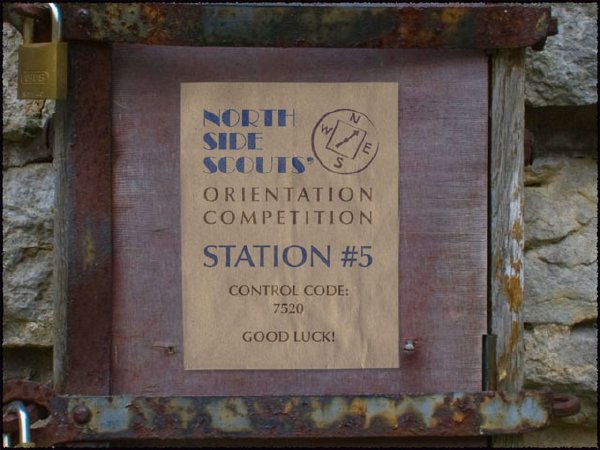 NORTH
SIDE
SCOUTS'
N
W E
S
ORIENTATION
COMPETITION
STATION #5
CONTROL CODE:
7520
GOOD LUCK!